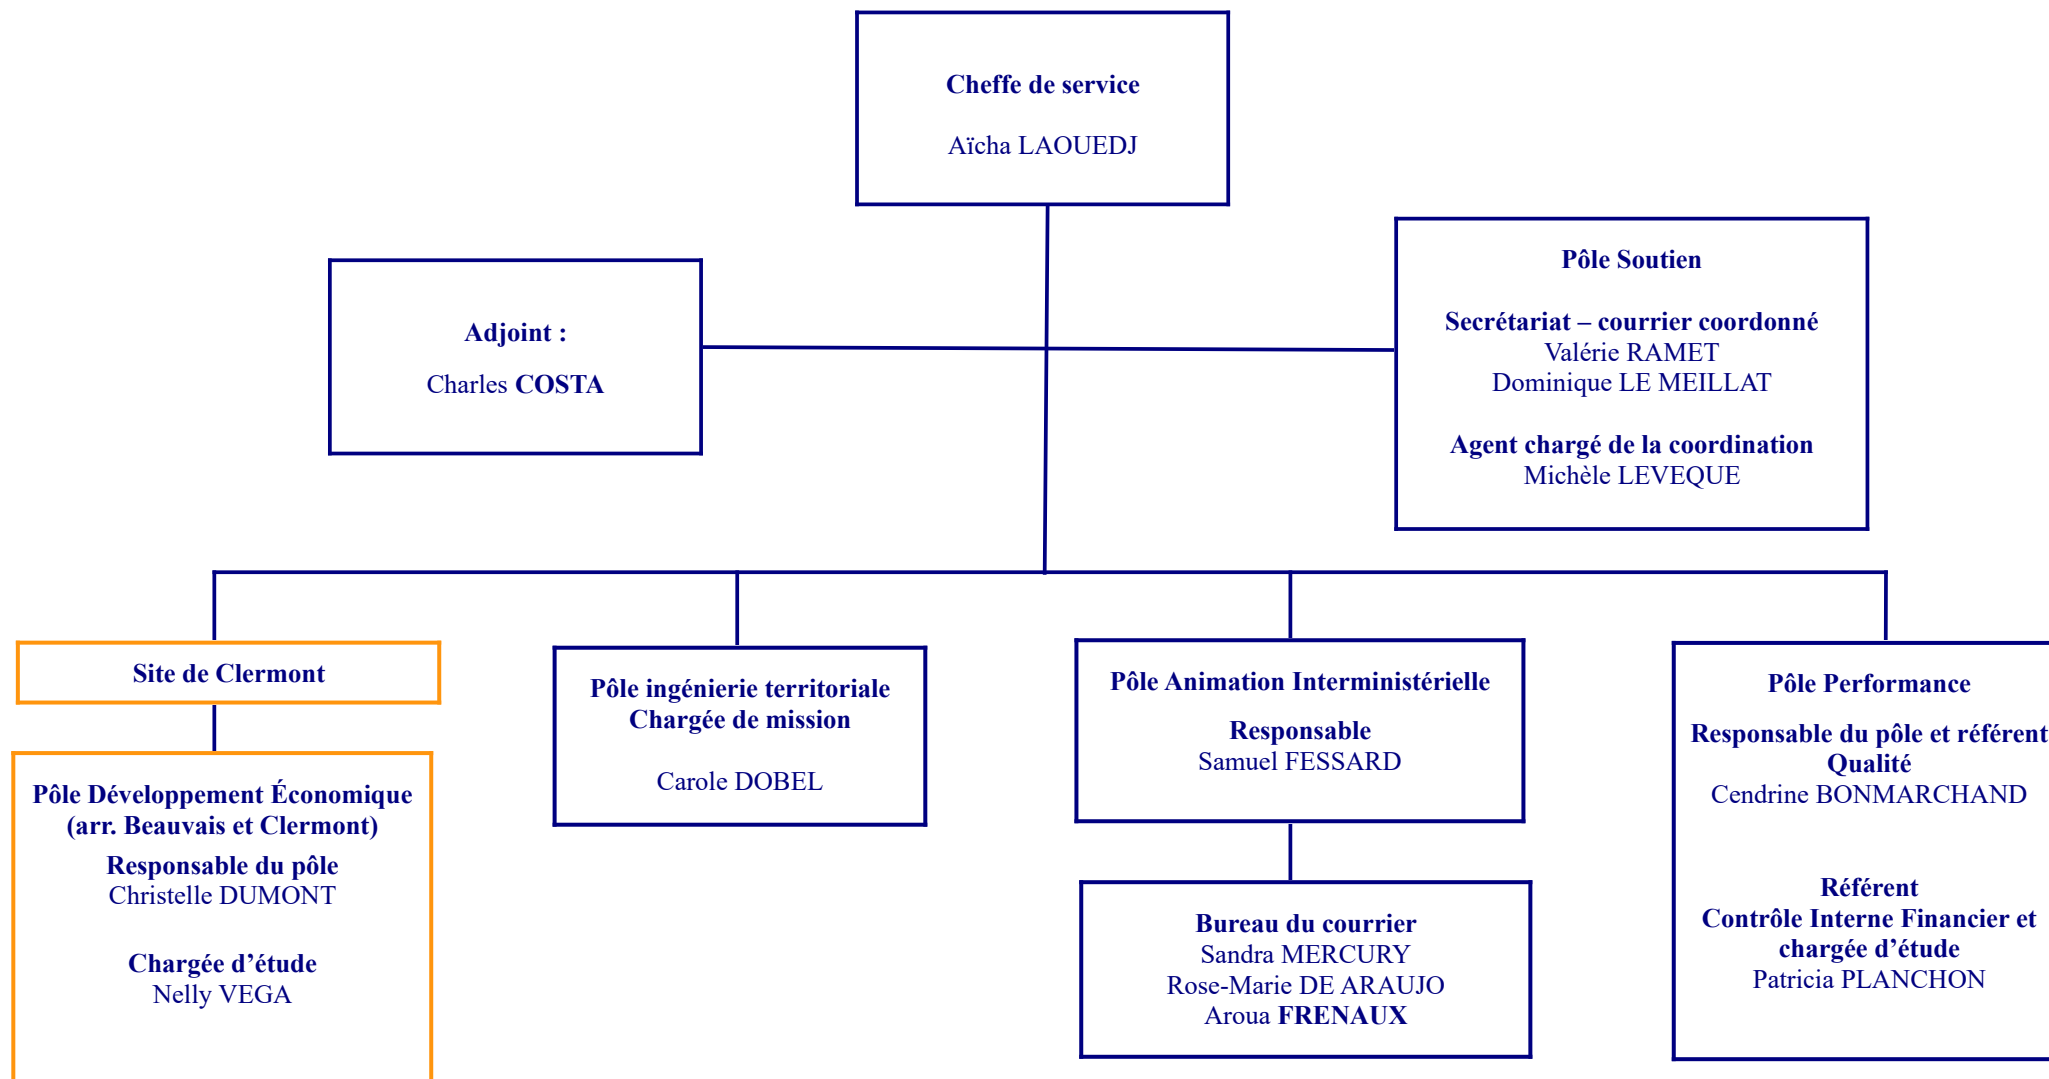 Cheffe de service
Aïcha LAOUEDJ
Adjoint :
Charles COSTA
Pôle Soutien
Secrétariat – courrier coordonné
Valérie RAMET
Dominique LE MEILLAT
Agent chargé de la coordination
Michèle LEVEQUE
Site de Clermont
Pôle Développement Économique
(arr. Beauvais et Clermont)
Responsable du pôle
Christelle DUMONT
Chargée d’étude
Nelly VEGA
Pôle ingénierie territoriale
Chargée de mission
Carole DOBEL
Pôle Animation Interministérielle
Responsable
Samuel FESSARD
Bureau du courrier
Sandra MERCURY
Rose-Marie DE ARAUJO
Aroua FRENAUX
Pôle Performance
Responsable du pôle et référent
Qualité
Cendrine BONMARCHAND
Référent
Contrôle Interne Financier et
chargée d’étude
Patricia PLANCHON